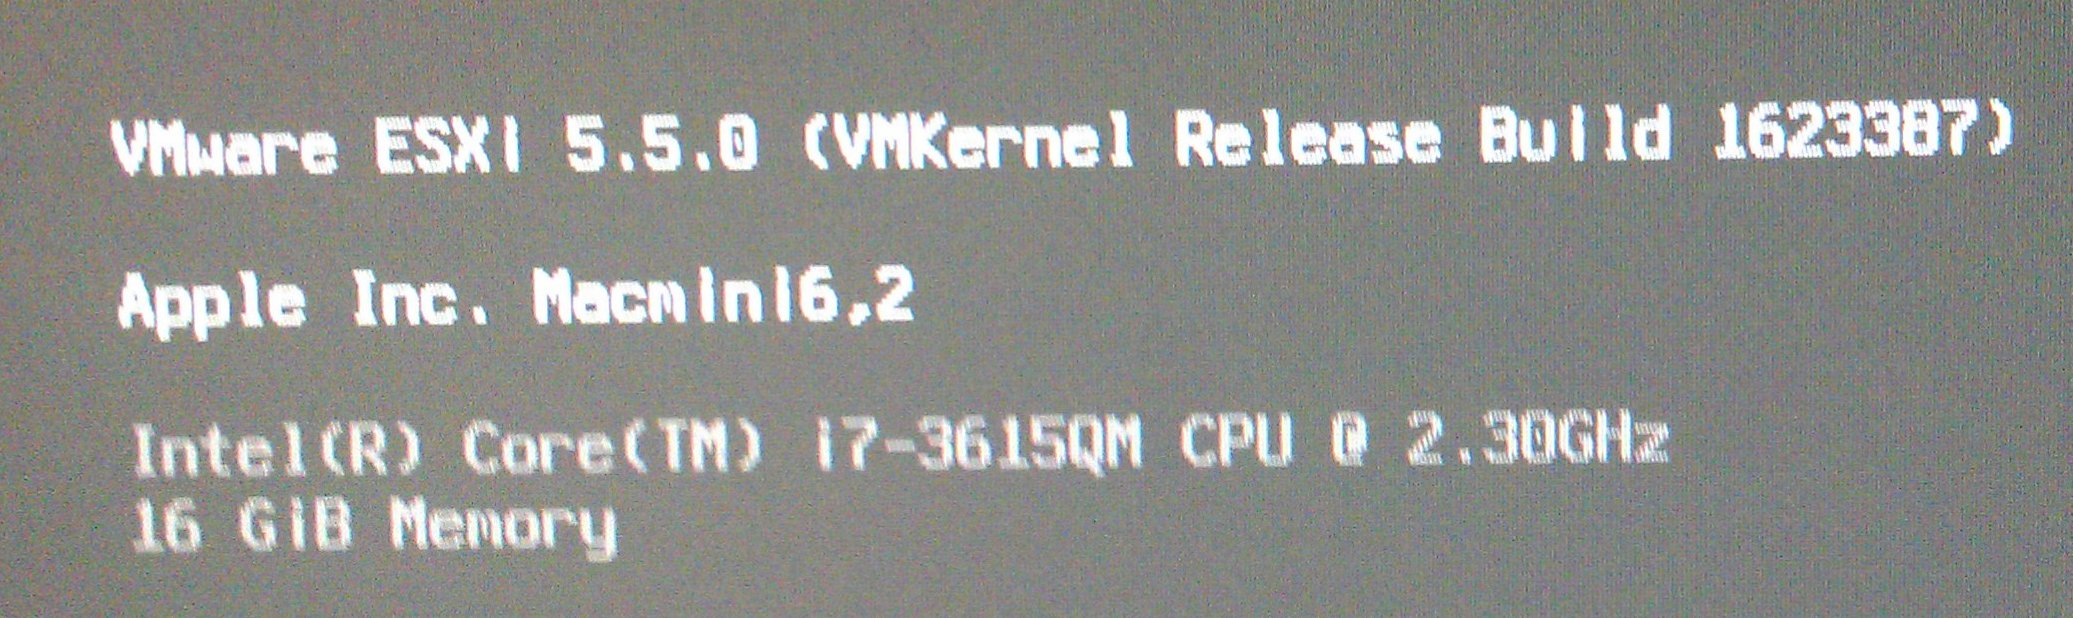 VMware ESXi 5.5.0 (VMKernel Release Build 1623387)
Apple Inc. Macmini6,2
Intel(R) Core(TM) i7-3615QM CPU @ 2.30GHz
16 GiB Memory